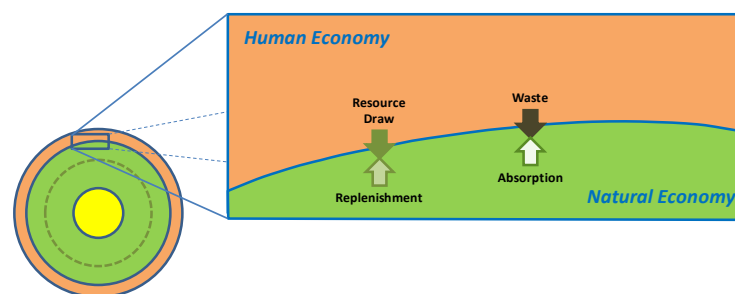 Human Economy
Resource
Draw
Waste
Replenishment
Absorption
Natural Economy